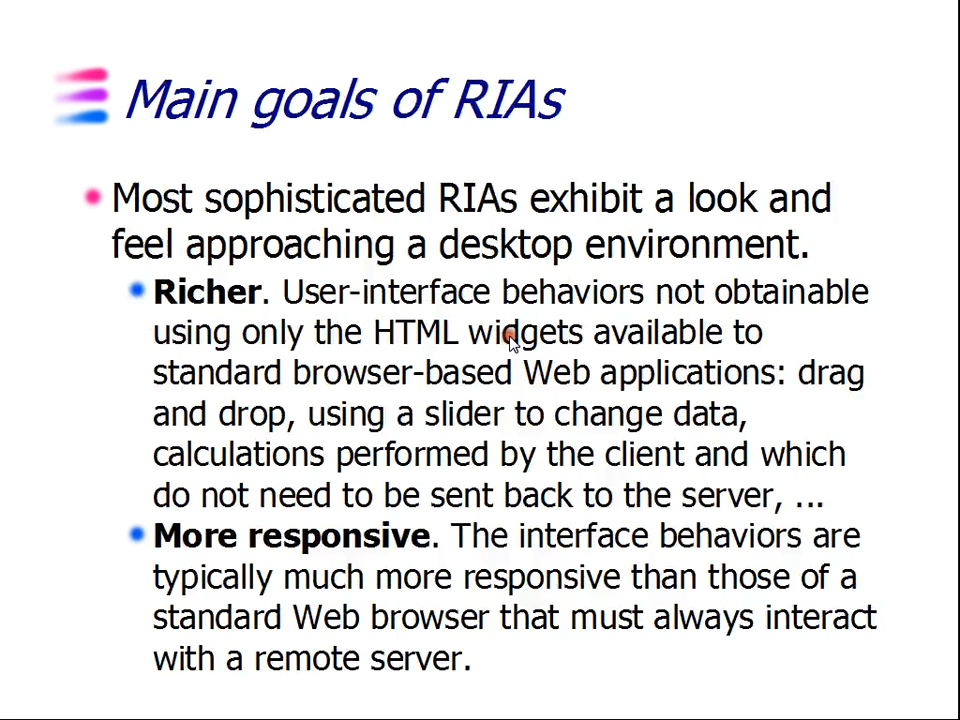 Main goals of RIAs
Most sophisticated RIAs exhibit a look and
feel approaching a desktop environment.
Richer. User-interface behaviors not obtainable
using only the HTML widgets available to
standard browser-based Web applications: drag
and drop, using a slider to change data,
calculations performed by the client and which
do not need to be sent back to the server, ...
More responsive. The interface behaviors are
typically much more responsive than those of a
standard Web browser that must always interact
with a remote server.